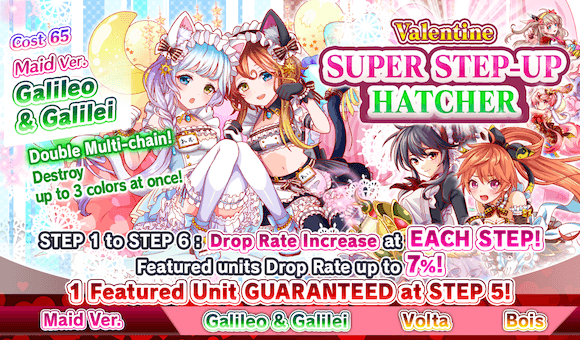 Cost 65
Maid Ver.
Galileo
& Galilei
Double Multi-chain!
Destroy
up to 3 colors at once!
Valentine
SUPER STEP-UP
HATCHER
STEP 1 to STEP 6 : Drop Rate Increase at EACH STEP!
Featured units Drop Rate up to 7%!
1 Featured Unit GUARANTEED at STEP 5!
Maid Ver. Galileo & Galilei Volta Bois